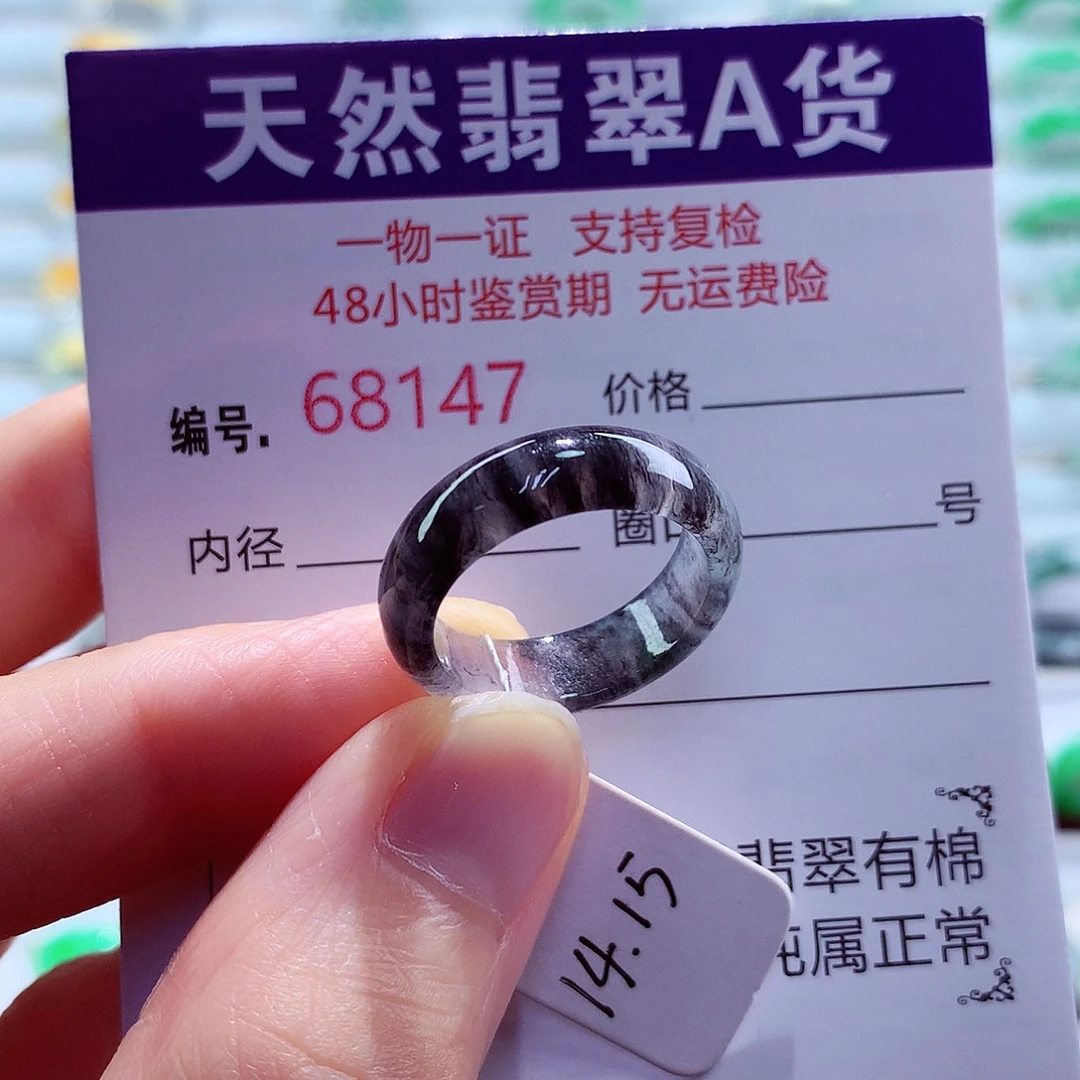 天然翡翠A货
一物一证 支持复检
48小时鉴赏期 无运费险
编号. 68147 价格
内径 圈口 号
翡翠有棉
纯属正常
14.15